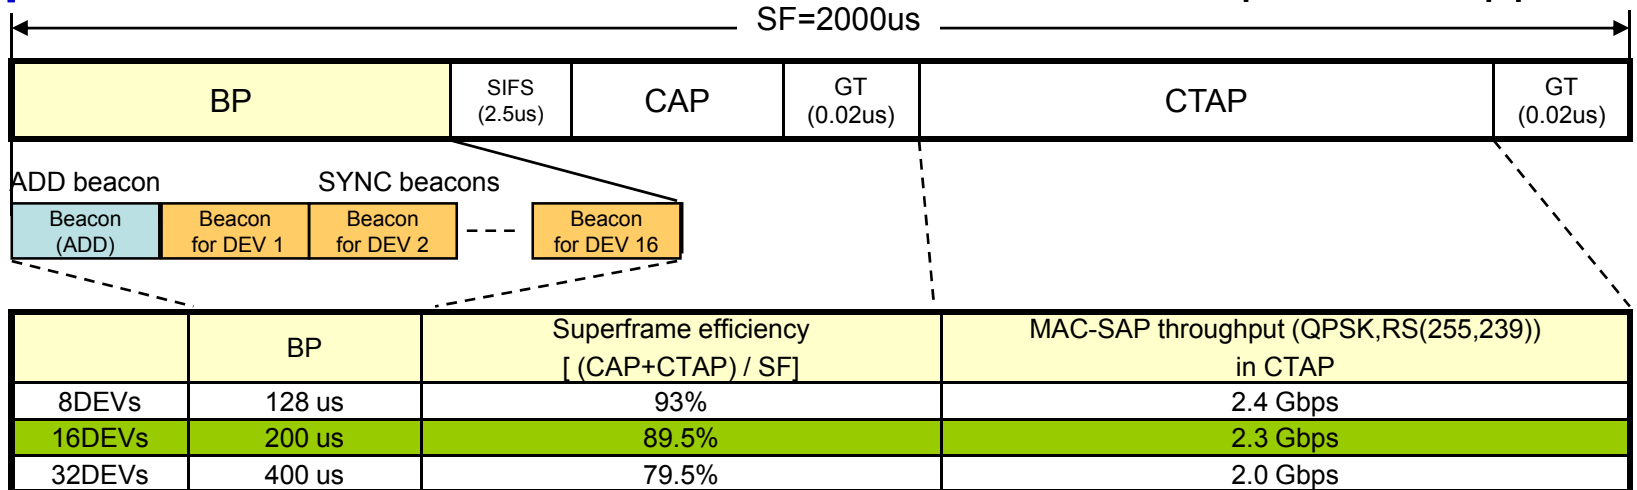 SF=2000us
BP
SIFS
(2.5us)
CAP
GT
(0.02us)
CTAP
GT
(0.02us)
ADD beacon
SYNC beacons
Beacon
(ADD)
Beacon
for DEV 1
Beacon
for DEV 2
Beacon
for DEV 16
BP
Superframe efficiency
[ (CAP+CTAP) / SF]
MAC-SAP throughput (QPSK,RS(255,239))
in CTAP
8DEVs 128 us 93% 2.4 Gbps
16DEVs 200 us 89.5% 2.3 Gbps
32DEVs 400 us 79.5% 2.0 Gbps